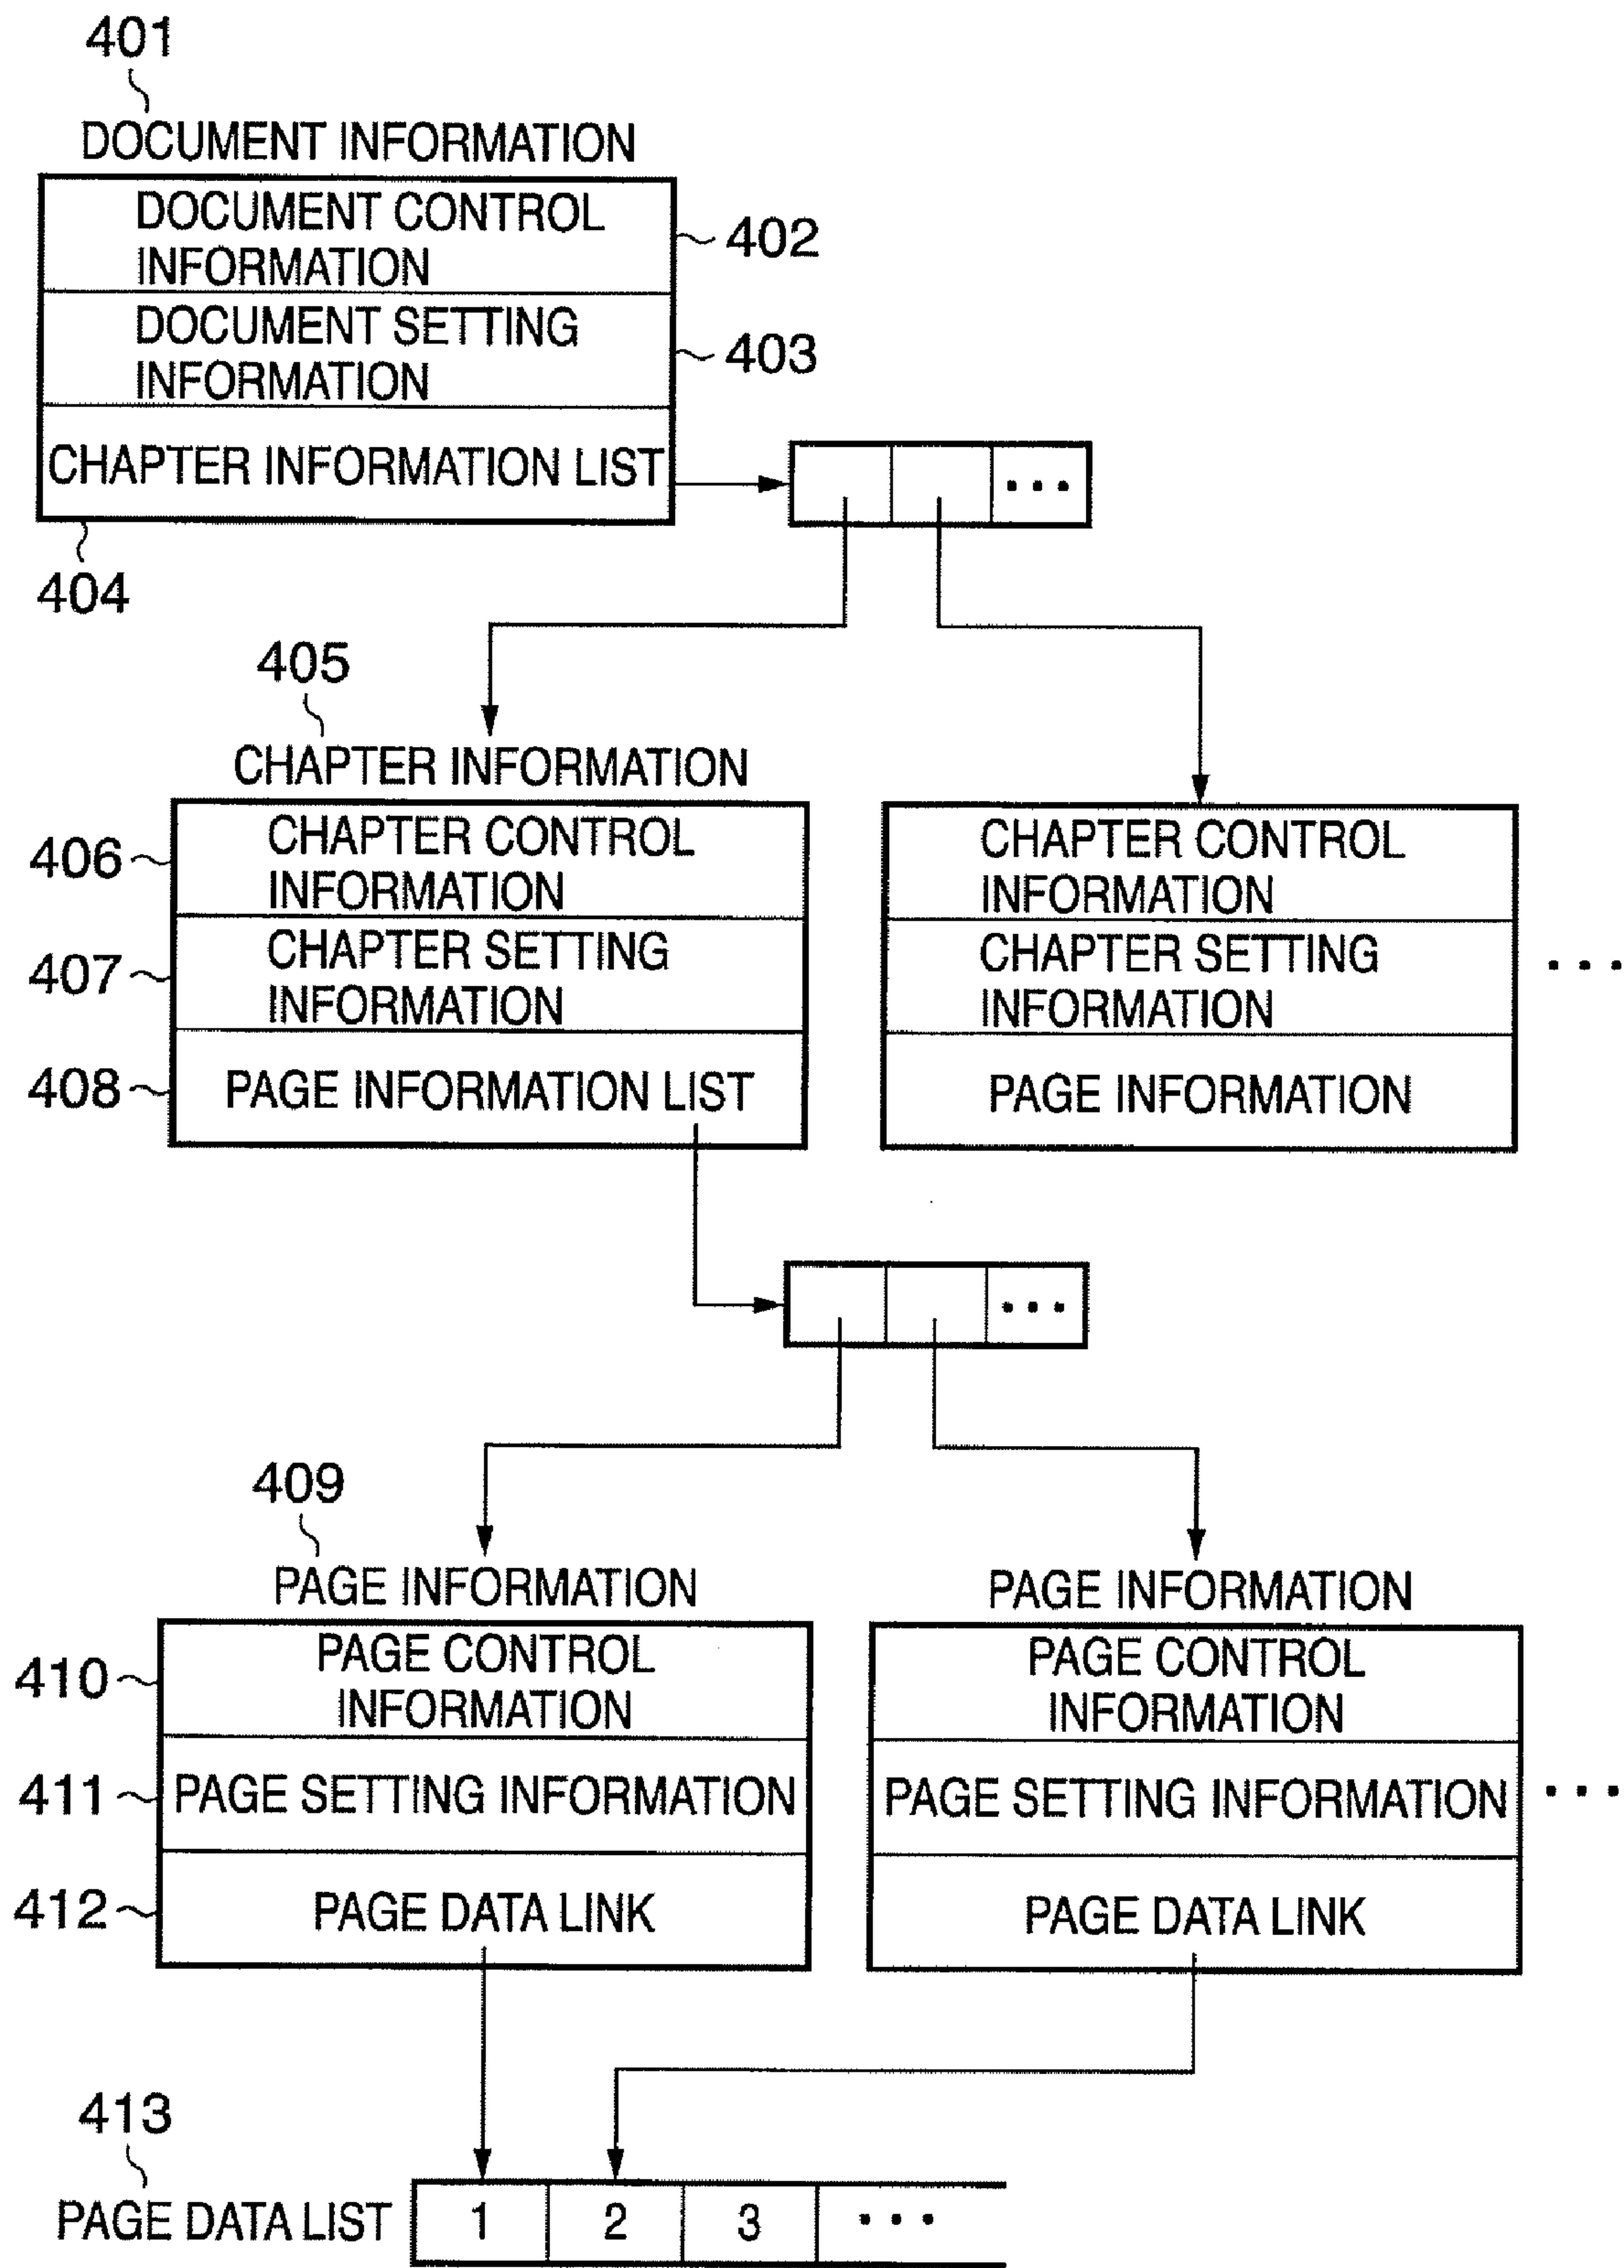 401
DOCUMENT INFORMATION
DOCUMENT CONTROL
INFORMATION
402
DOCUMENT SETTING
INFORMATION
403
CHAPTER INFORMATION LIST
...
404
405
CHAPTER INFORMATION
406
CHAPTER CONTROL
INFORMATION
407
CHAPTER SETTING
INFORMATION
408
PAGE INFORMATION LIST
CHAPTER CONTROL
INFORMATION
CHAPTER SETTING
INFORMATION
...
PAGE INFORMATION
...
409
PAGE INFORMATION
410
PAGE CONTROL
INFORMATION
411
PAGE SETTING INFORMATION
412
PAGE DATA LINK
PAGE INFORMATION
PAGE CONTROL
INFORMATION
PAGE SETTING INFORMATION
...
PAGE DATA LINK
413
PAGE DATA LIST
1
2
3
...